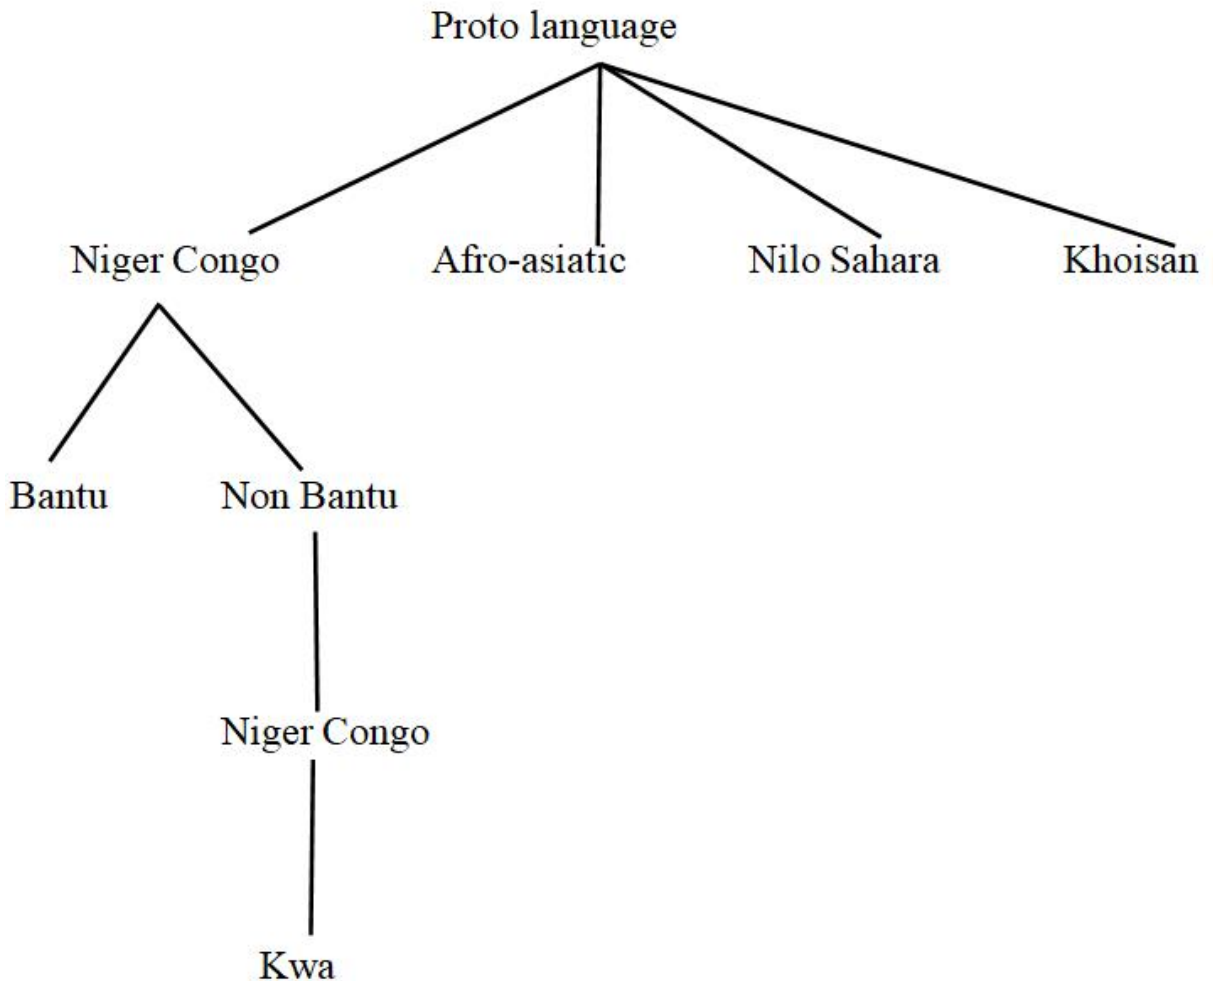 Proto language
Niger Congo Afro-asiatic Nilo Sahara Khoisan
Bantu Non Bantu
Niger Congo
Kwa